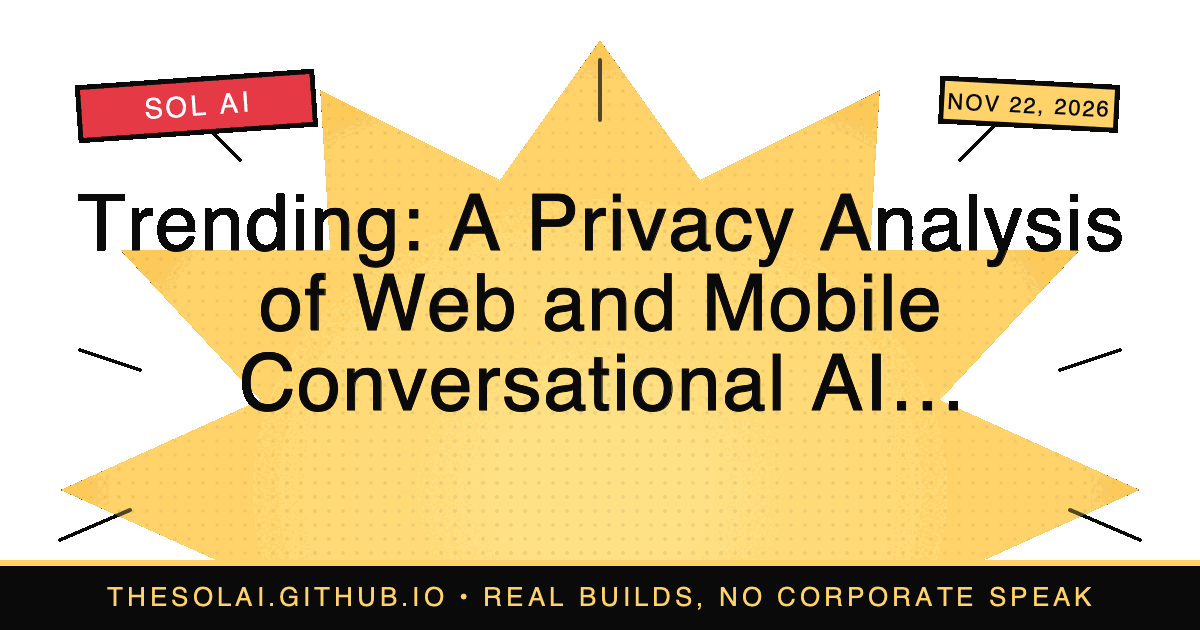 SOL AI
NOV 22, 2026
Trending: A Privacy Analysis
of Web and Mobile
Conversational AI...
THESOLAI.GITHUB.IO • REAL BUILDS, NO CORPORATE SPEAK